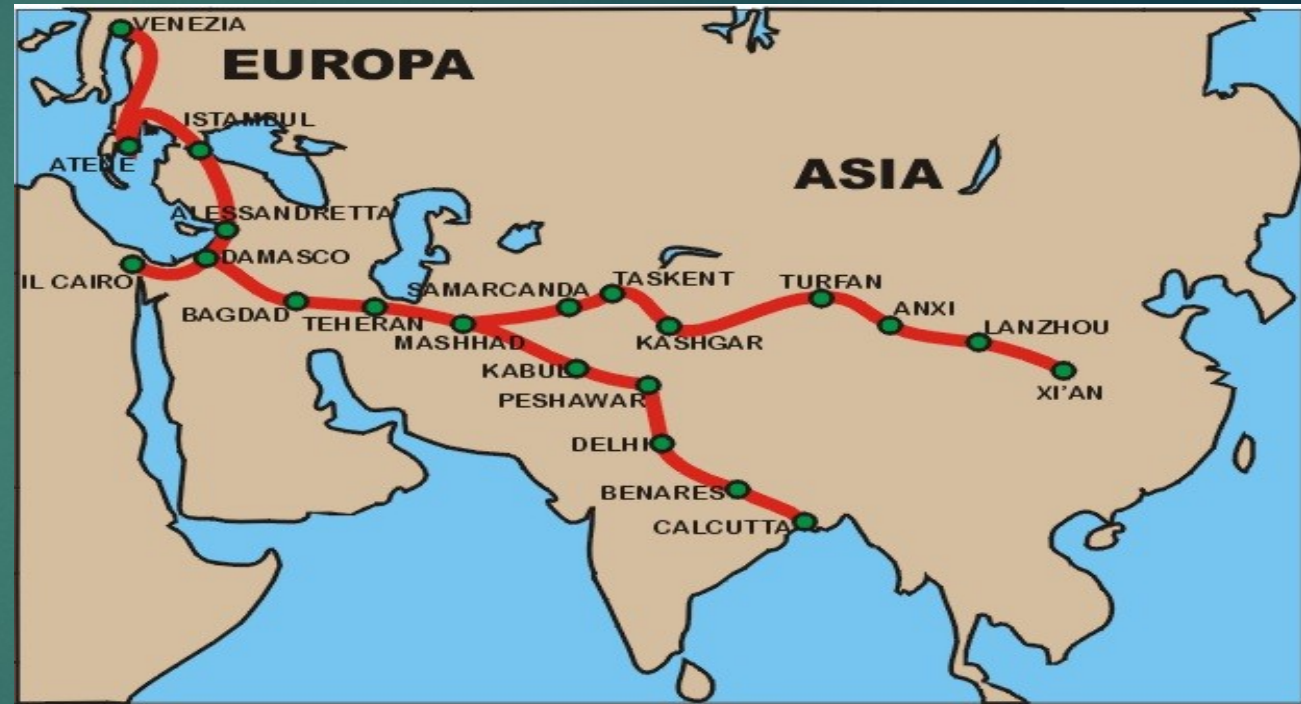 VENEZIA
EUROPA
ISTAMBUL
ATENE
ASIA
ALESSANDRETTA
DAMASCO
IL CAIRO
TASKENT
TURFAN
SAMARCANDA
BAGDAD
TEHERAN
ANXI
LANZHOU
MASHHAD
KASHGAR
KABUL
XI'AN
PESHAWAR
DELHI
BENARES
CALCUTTA